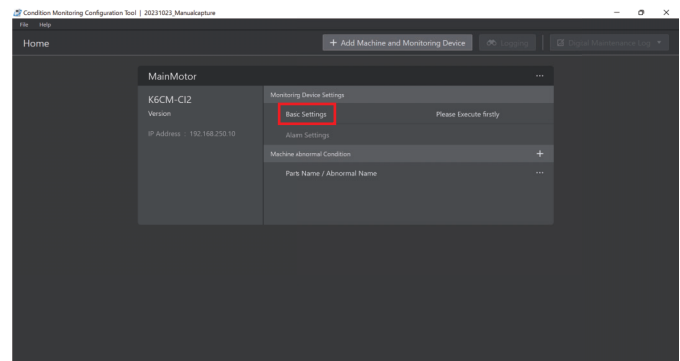 Condition Monitoring Configuration Tool | 20231023_Manualcapture
File Help
Home
+ Add Machine and Monitoring Device
Logging
Digital Maintenance Log
MainMotor
K6CM-CI2
Version
IP Address : 192.168.250.10
Monitoring Device Settings
Basic Settings Please Execute firstly
Alarm Settings
Machine abnormal Condition +
Parts Name / Abnormal Name